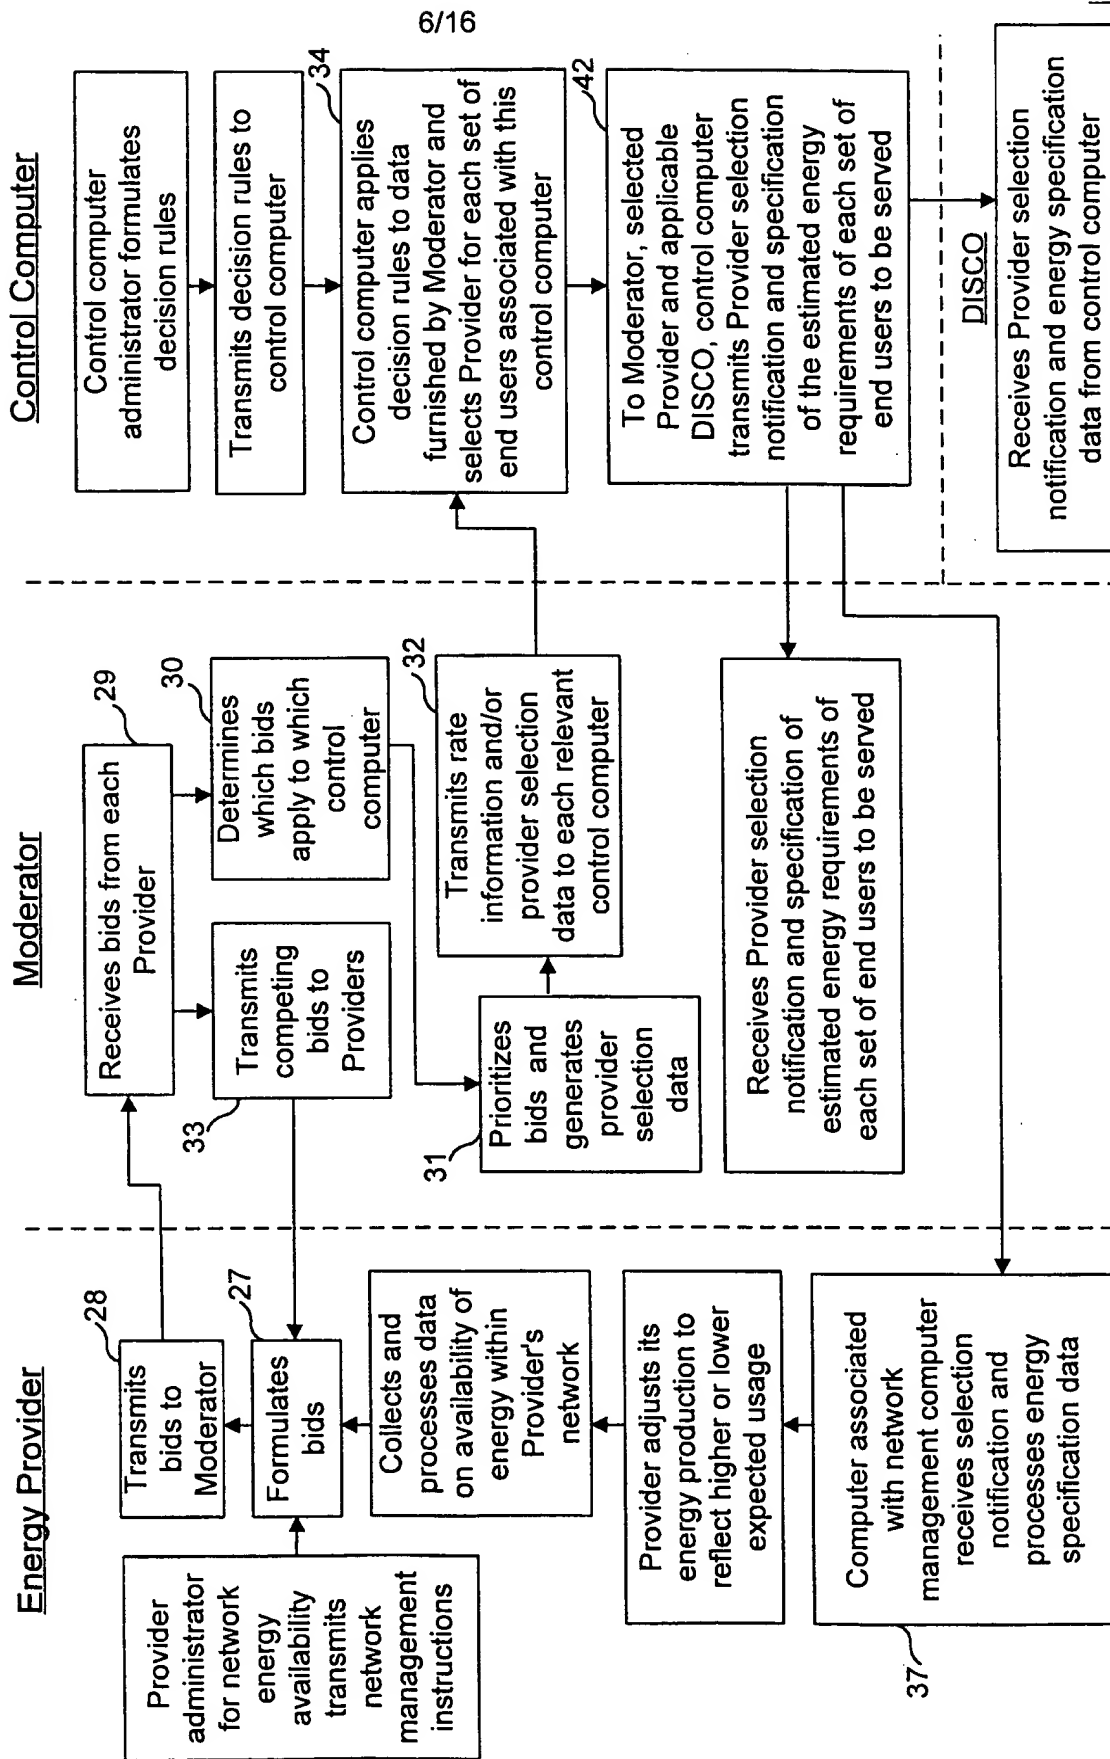 6/16
Energy Provider
Provider
administrator
for network
energy
availability
transmits
network
management
instructions
28
Transmits
bids to
Moderator
27
Formulates
bids
Collects and
processes data
on availability of
energy within
Provider's
network
Provider adjusts its
energy production to
reflect higher or lower
expected usage
37
Computer associated
with network
management computer
receives selection
notification and
processes energy
specification data
Moderator
29
Receives bids from each
Provider
33
Transmits
competing
bids to
Providers
30
Determines
which bids
apply to which
control
computer
31
Prioritizes
bids and
generates
provider
selection
data
32
Transmits rate
information and/or
provider selection
data to each relevant
control computer
Receives Provider selection
notification and specification of
estimated energy requirements of
each set of end users to be served
Control Computer
Control computer
administrator formulates
decision rules
Transmits decision rules to
control computer
34
Control computer applies
decision rules to data
furnished by Moderator and
selects Provider for each set of
end users associated with this
control computer
42
To Moderator, selected
Provider and applicable
DISCO, control computer
transmits Provider selection
notification and specification
of the estimated energy
requirements of each set of
end users to be served
DISCO
Receives Provider selection
notification and energy specification
data from control computer